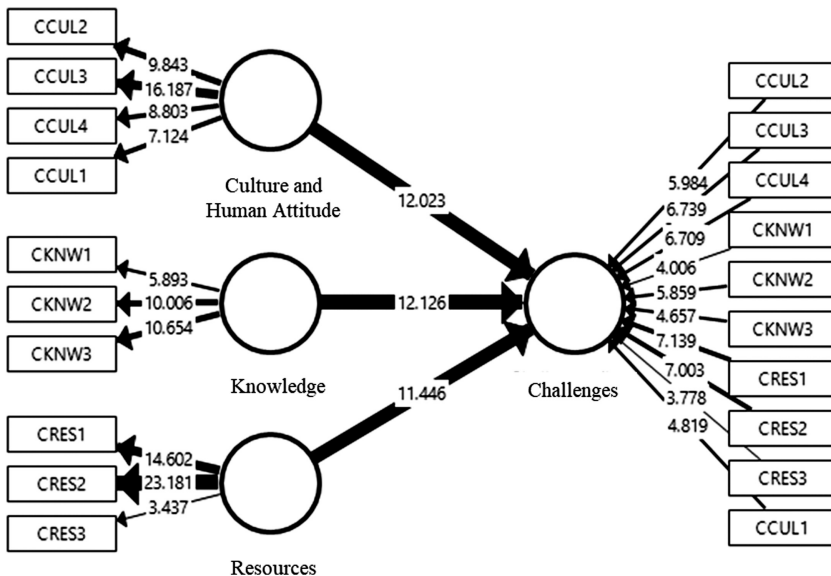 CCUL2
CCUL3
CCUL4
CCUL1
9.843
16.187
8.803
7.124
Culture and
Human Attitude
CKNW1
CKNW2
CKNW3
5.893
10.006
10.654
Knowledge
CRES1
CRES2
CRES3
14.602
23.181
3.437
Resources
12.023
12.126
11.446
Challenges
5.984
6.739
6.709
4.006
5.859
4.657
7.139
7.003
3.778
4.819
CCUL2
CCUL3
CCUL4
CKNW1
CKNW2
CKNW3
CRES1
CRES2
CRES3
CCUL1